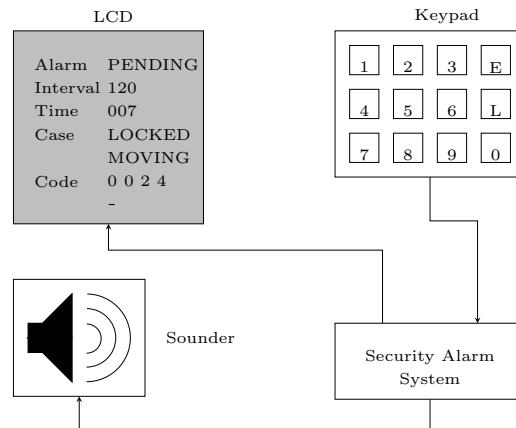 LCD
Alarm PENDING
Interval 120
Time 007
Case LOCKED
MOVING
Code 0 0 2 4
-
Keypad
1 2 3 E
4 5 6 L
7 8 9 0
Sounder
Security Alarm
System